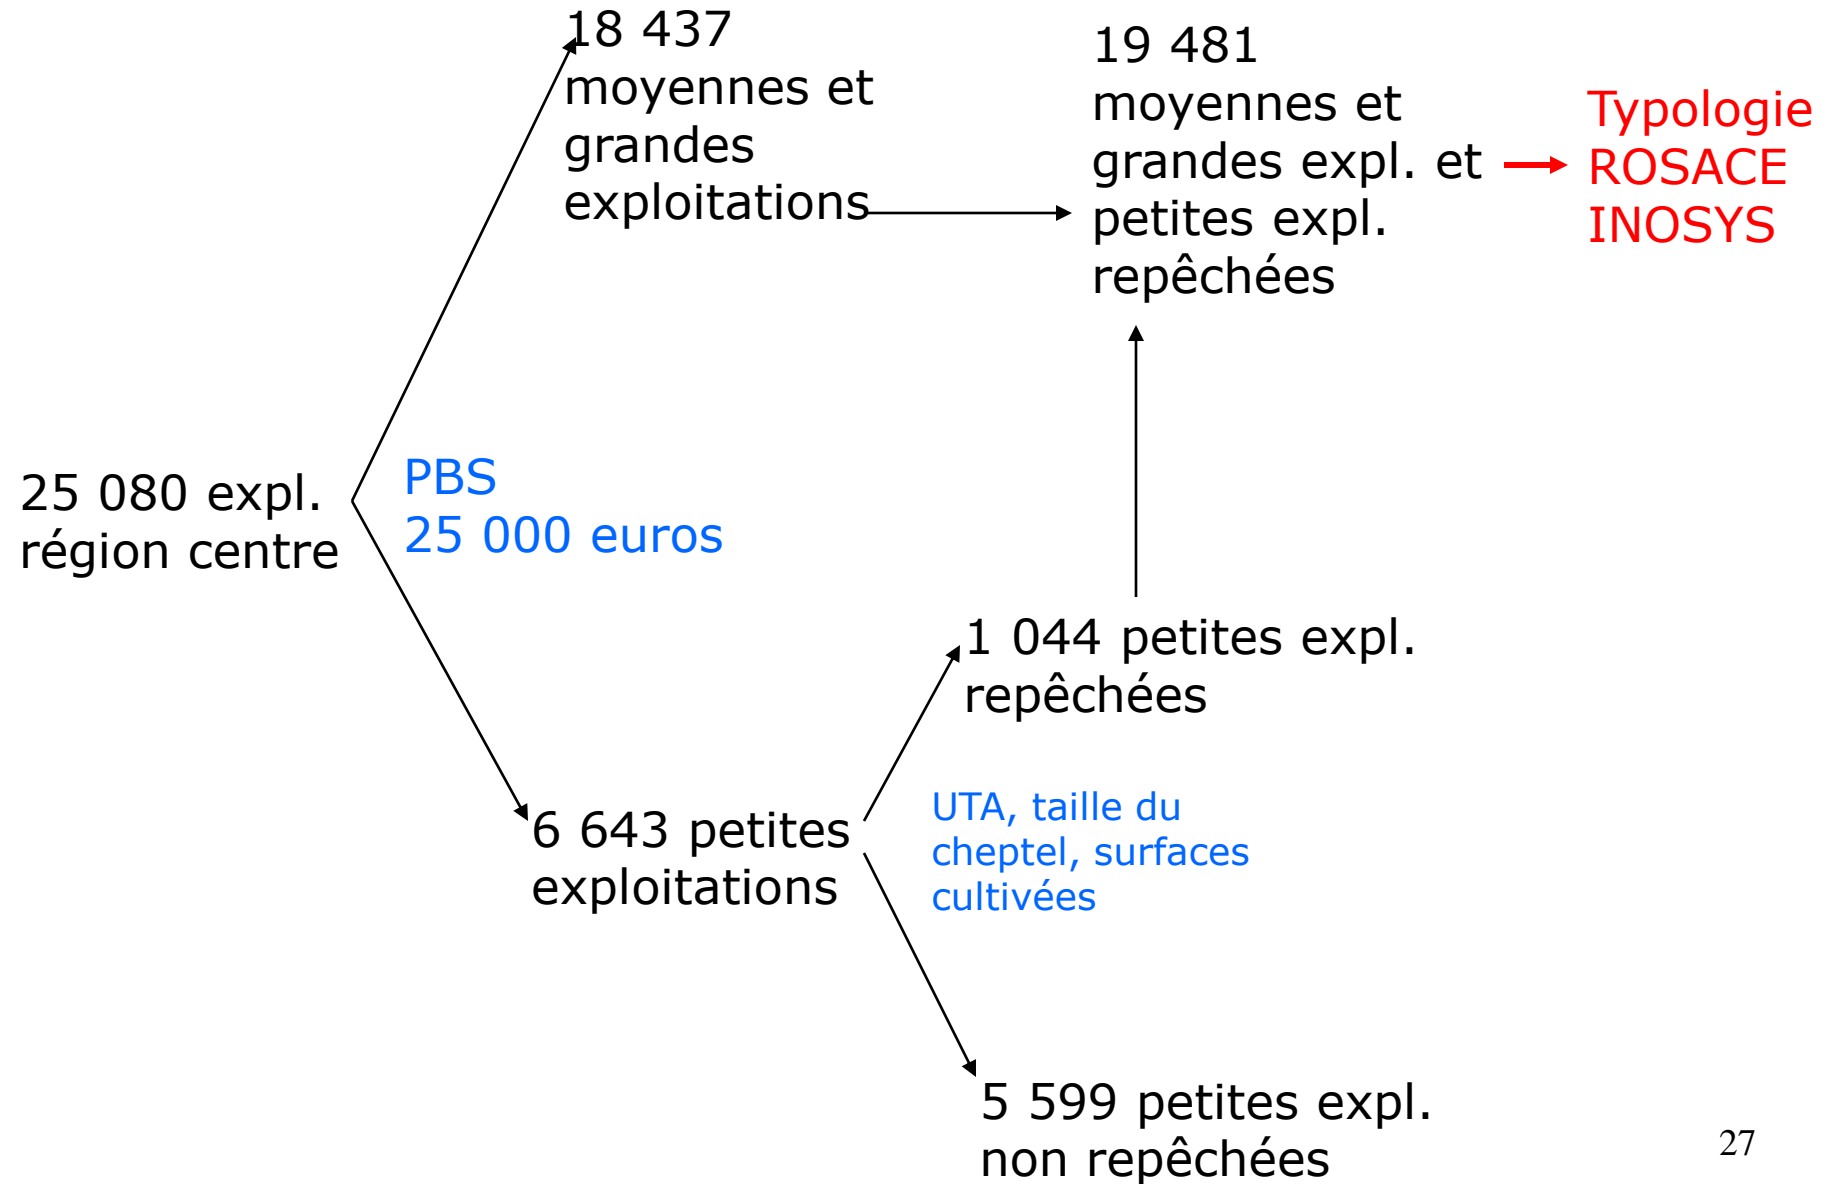 18 437
moyennes et
grandes
exploitations
19 481
moyennes et
grandes expl. et
petites expl.
repêchées
Typologie
ROSACE
INOSYS
25 080 expl.
région centre
PBS
25 000 euros
1 044 petites expl.
repêchées
6 643 petites
exploitations
UTA, taille du
cheptel, surfaces
cultivées
5 599 petites expl.
non repêchées
27